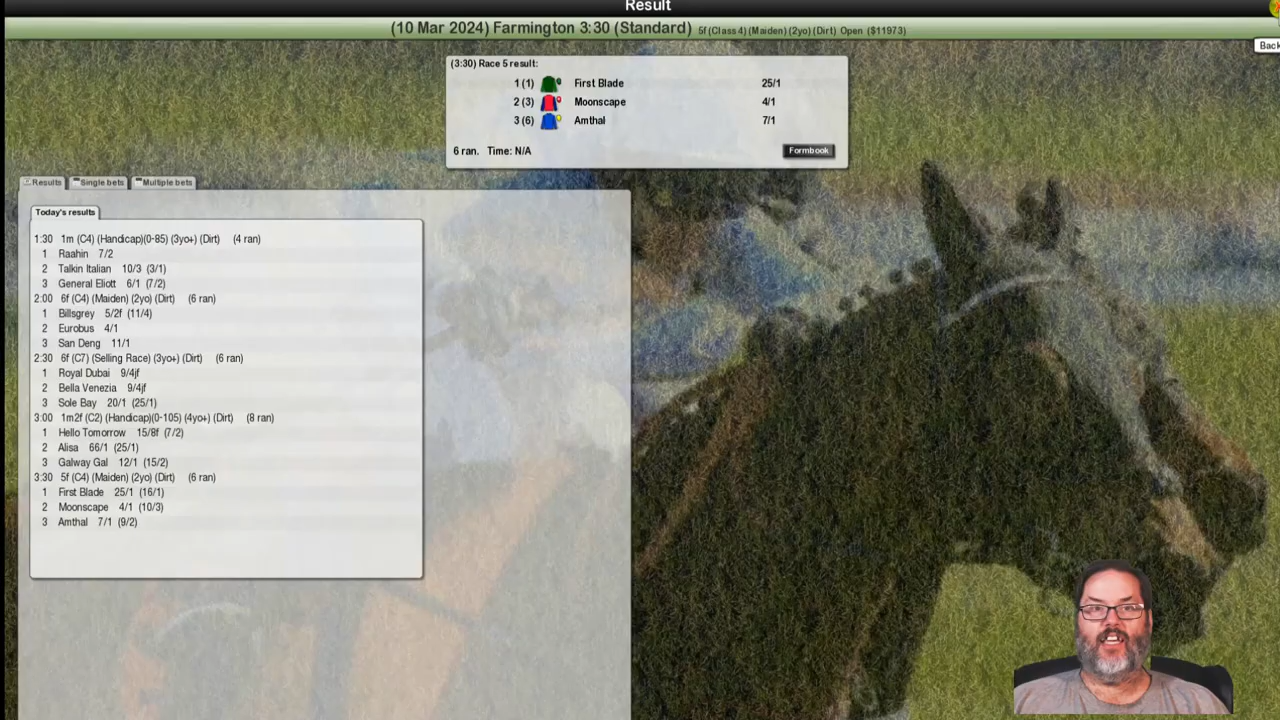 Result
(10 Mar 2024) Farmington 3:30 (Standard) 5f (Class 4) (Maiden) (2yo) (Dirt) Open ($11973)
Back
(3:30) Race 5 result:
1 (1) First Blade 25/1
2 (3) Moonscape 4/1
3 (6) Amthal 7/1
6 ran. Time: N/A Formbook
Results Single bets Multiple bets
Today's results
1:30 1m (C4) (Handicap)(0-85) (3yo+) (Dirt) (4 ran)
1 Raahin 7/2
2 Talkin Italian 10/3 (3/1)
3 General Eliott 6/1 (7/2)
2:00 6f (C4) (Maiden) (2yo) (Dirt) (6 ran)
1 Billsgrey 5/2f (11/4)
2 Eurobus 4/1
3 San Deng 11/1
2:30 6f (C7) (Selling Race) (3yo+) (Dirt) (6 ran)
1 Royal Dubai 9/4jf
2 Bella Venezia 9/4jf
3 Sole Bay 20/1 (25/1)
3:00 1m2f (C2) (Handicap)(0-105) (4yo+) (Dirt) (8 ran)
1 Hello Tomorrow 15/8f (7/2)
2 Alisa 66/1 (25/1)
3 Galway Gal 12/1 (15/2)
3:30 5f (C4) (Maiden) (2yo) (Dirt) (6 ran)
1 First Blade 25/1 (16/1)
2 Moonscape 4/1 (10/3)
3 Amthal 7/1 (9/2)